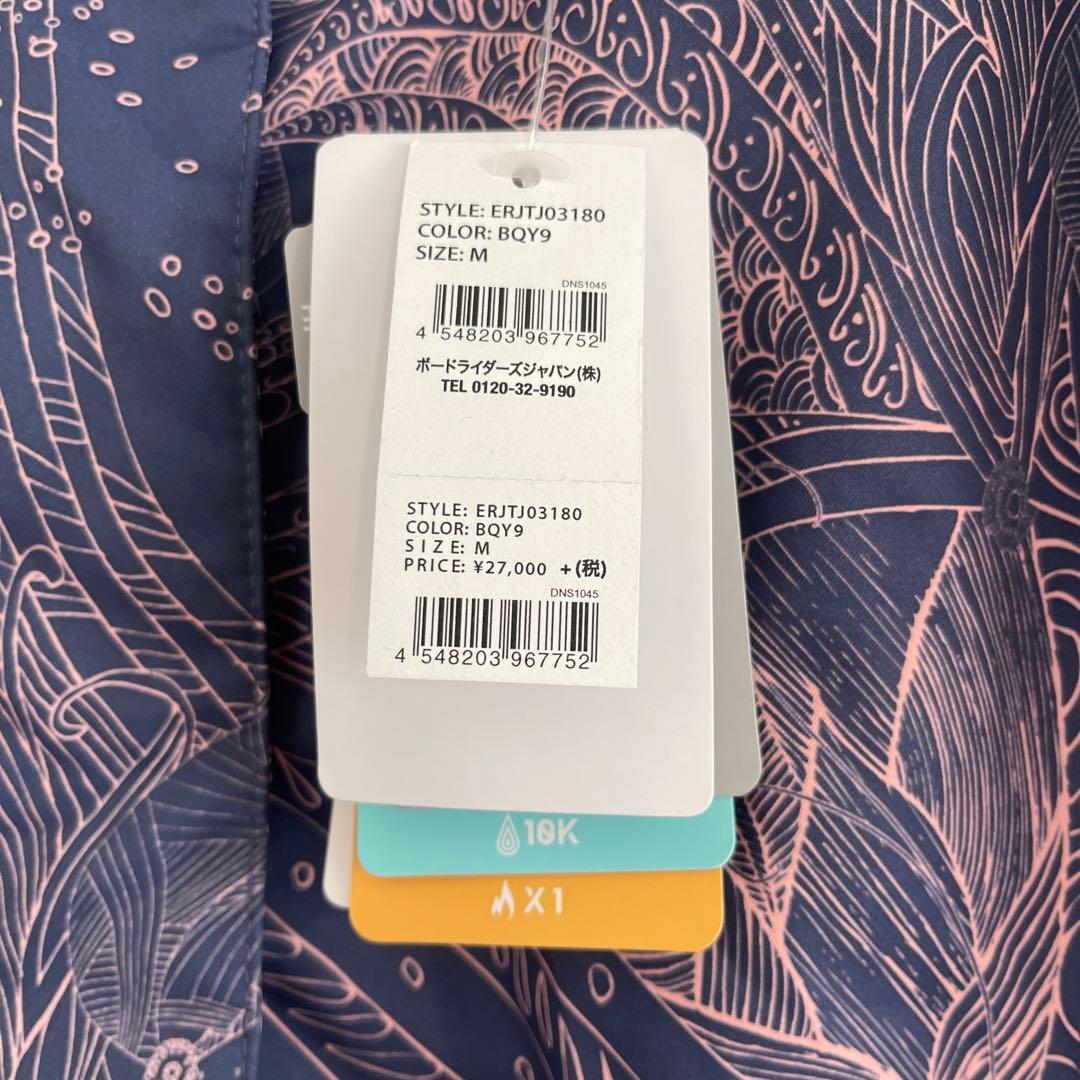 STYLE: ERJTJ03180
COLOR: BQY9
SIZE: M
DNS1045
4 548203 967752
ボードライダーズジャパン(株)
TEL 0120-32-9190
STYLE: ERJTJ03180
COLOR: BQY9
SIZE: M
PRICE: ¥27,000 +(税)
DNS1045
4 548203 967752
10K
X1